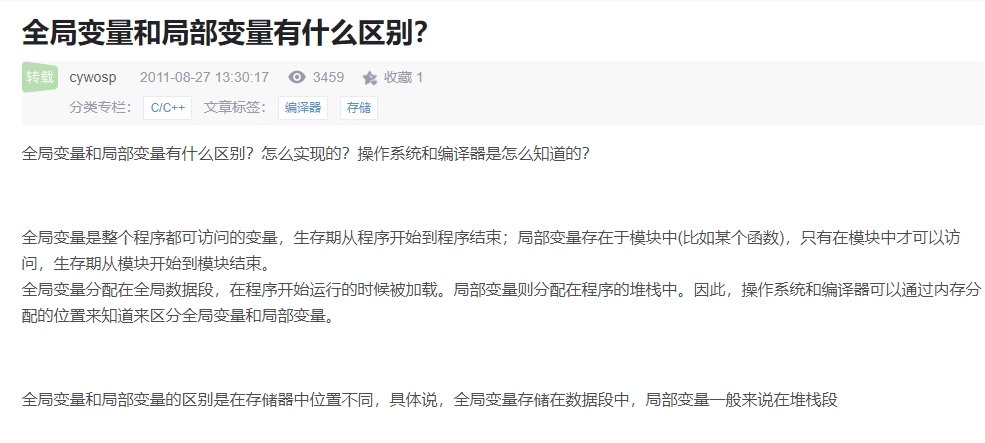 全局变量和局部变量有什么区别?
转载 cywosp 2011-08-27 13:30:17 3459 收藏 1
分类专栏： C/C++ 文章标签： 编译器 存储
全局变量和局部变量有什么区别？怎么实现的？操作系统和编译器是怎么知道的？
全局变量是整个程序都可访问的变量，生存期从程序开始到程序结束；局部变量存在于模块中(比如某个函数)，只有在模块中才可以访
问，生存期从模块开始到模块结束。
全局变量分配在全局数据段，在程序开始运行的时候被加载。局部变量则分配在程序的堆栈中。因此，操作系统和编译器可以通过内存分
配的位置来知道来区分全局变量和局部变量。
全局变量和局部变量的区别是在存储器中位置不同，具体说，全局变量存储在数据段中，局部变量一般来说在堆栈段